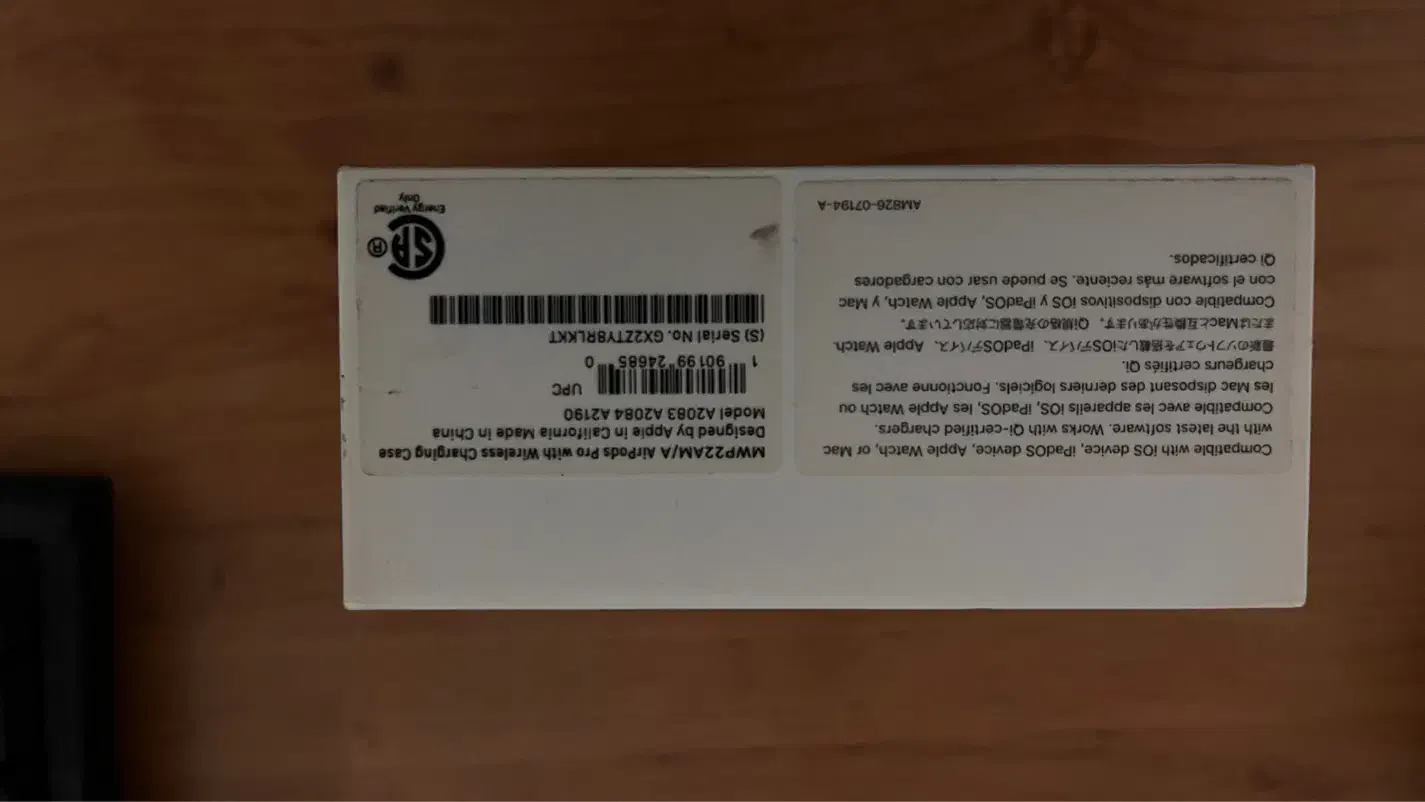 Compatible with iOS device, iPadOS device, Apple Watch, or Mac
with the latest software. Works with Qi-certified chargers.
Compatible avec les appareils iOS, iPadOS, les Apple Watch ou
les Mac disposant des derniers logiciels. Fonctionne avec les
chargeurs certifiés Qi.
最新のソフトウェアを搭載したiOSデバイス、iPadOSデバイス、Apple Watch、
またはMacと互換性があります。Qi規格の充電器に対応しています。
Compatible con dispositivos iOS y iPadOS, Apple Watch, y Mac
con el software más reciente. Se puede usar con cargadores
Qi certificados.
AM826-07194-A
MWP22AM/A AirPods Pro with Wireless Charging Case
Designed by Apple in California Made in China
Model A2083 A2084 A2190
UPC
1 90199 24685 0
(S) Serial No. GX2ZTY8RLKKT
SA ®
Energy Verified
Only